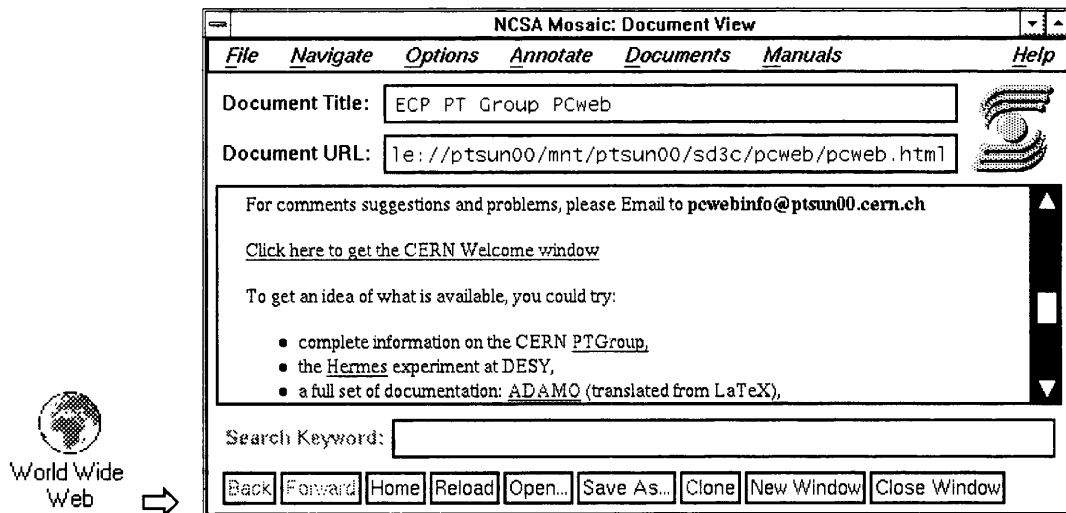 NCSA Mosaic: Document View
File Navigate Options Annotate Documents Manuals Help
Document Title: ECP PT Group PCweb
Document URL: le://ptsun00/mnt/ptsun00/sd3c/pcweb/pcweb.html
For comments suggestions and problems, please Email to pcwebinfo@ptsun00.cern.ch
Click here to get the CERN Welcome window
To get an idea of what is available, you could try:
• complete information on the CERN PTGroup,
• the Hermes experiment at DESY,
• a full set of documentation: ADAMO (translated from LaTeX),
Search Keyword:
Back Forward Home Reload Open... Save As... Clone New Window Close Window
World Wide
Web